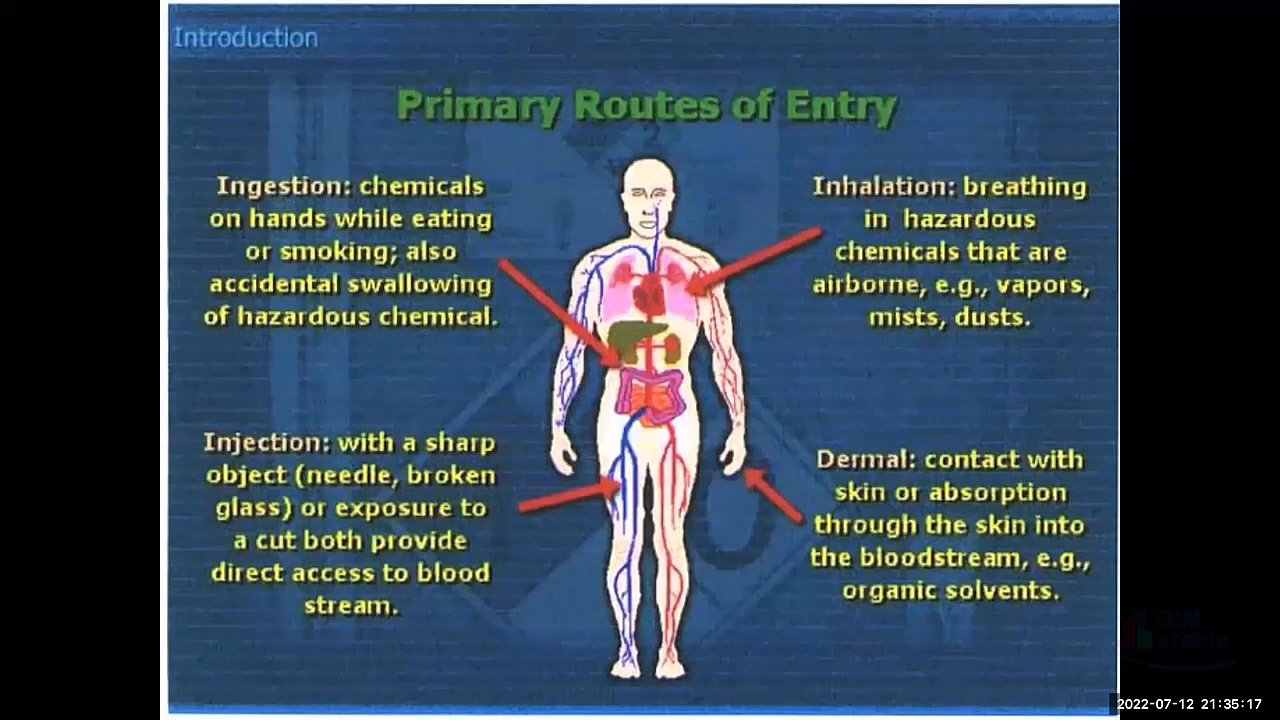 Introduction
Primary Routes of Entry
Ingestion: chemicals
on hands while eating
or smoking; also
accidental swallowing
of hazardous chemical.
Inhalation: breathing
in hazardous
chemicals that are
airborne, e.g., vapors,
mists, dusts.
Injection: with a sharp
object (needle, broken
glass) or exposure to
a cut both provide
direct access to blood
stream.
Dermal: contact with
skin or absorption
through the skin into
the bloodstream, e.g.,
organic solvents.
BIM
arabia
2022-07-12 21:35:17